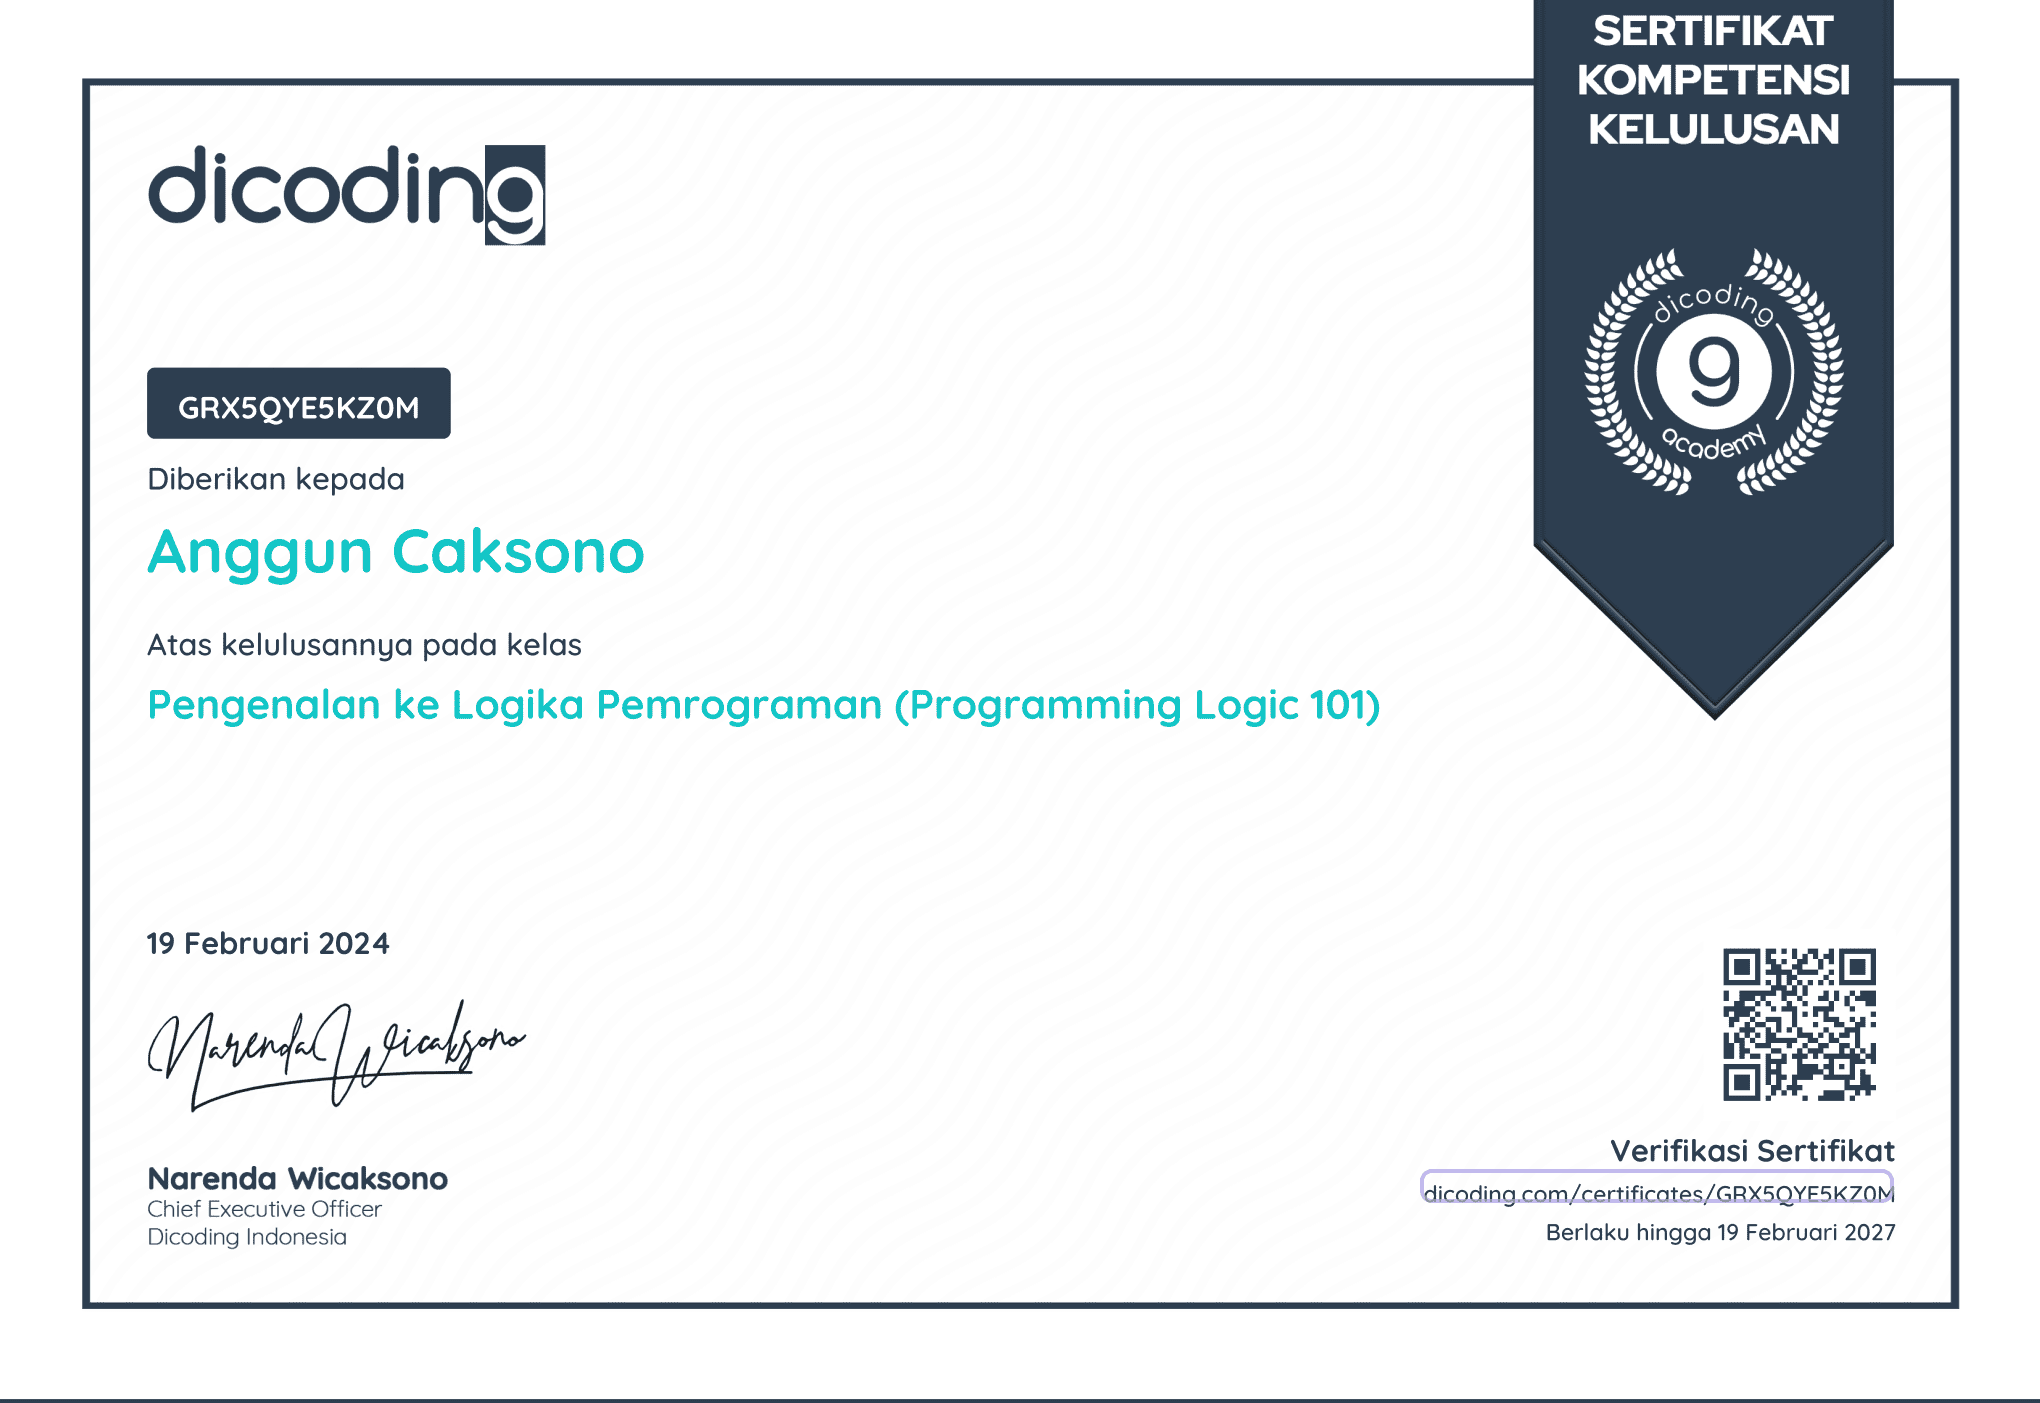 SERTIFIKAT
KOMPETENSI
KELULUSAN
dicoding
dicoding
g
academy
GRX5QYE5KZ0M
Diberikan kepada
Anggun Caksono
Atas kelulusannya pada kelas
Pengenalan ke Logika Pemrograman (Programming Logic 101)
19 Februari 2024
Narenda Wicaksono
Narenda Wicaksono
Chief Executive Officer
Dicoding Indonesia
Verifikasi Sertifikat
dicoding.com/certificates/GRX5QYE5KZ0M
Berlaku hingga 19 Februari 2027